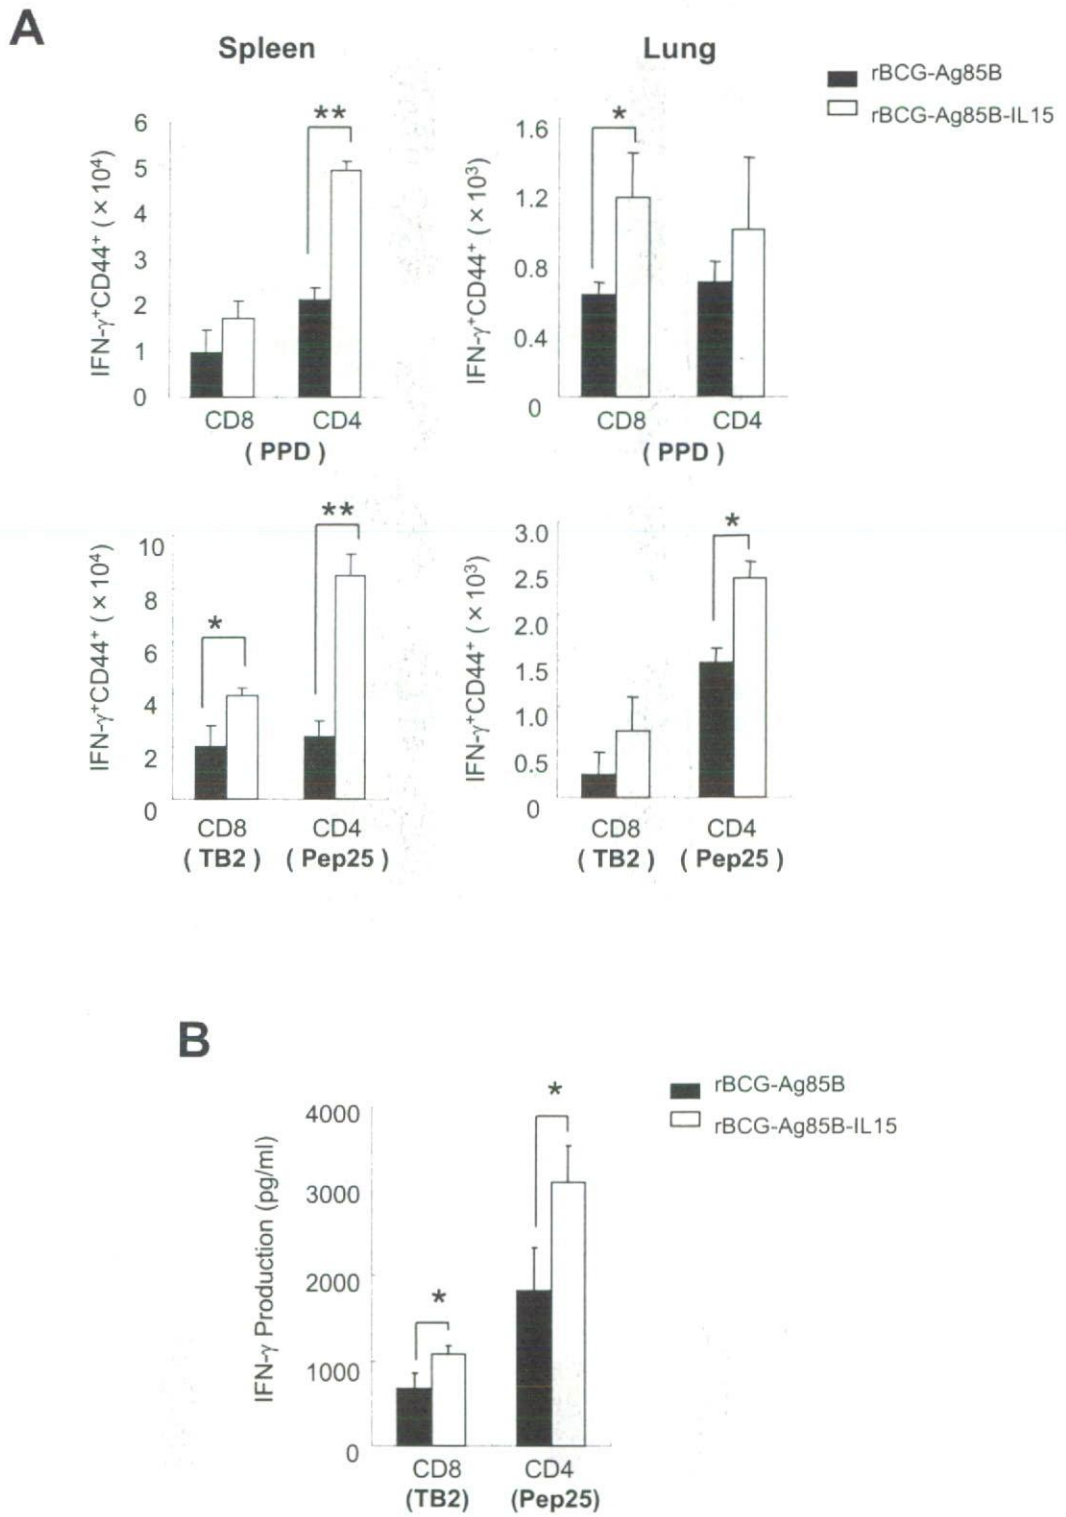 A
Spleen
Lung
rBCG-Ag85B
rBCG-Ag85B-IL15
**
6
5
4
3
2
1
0
IFN-γ⁺CD44⁺ (×10⁴)
CD8 CD4
( PPD )
*
1.6
1.2
0.8
0.4
0
IFN-γ⁺CD44⁺ (×10³)
CD8 CD4
( PPD )
**
*
10
8
6
4
2
0
IFN-γ⁺CD44⁺ (×10⁴)
CD8 CD4
( TB2 ) ( Pep25 )
*
3.0
2.5
2.0
1.5
1.0
0.5
0
IFN-γ⁺CD44⁺ (×10³)
CD8 CD4
( TB2 ) ( Pep25 )
B
rBCG-Ag85B
rBCG-Ag85B-IL15
*
*
4000
3000
2000
1000
0
IFN-γ Production (pg/ml)
CD8 CD4
(TB2) (Pep25)